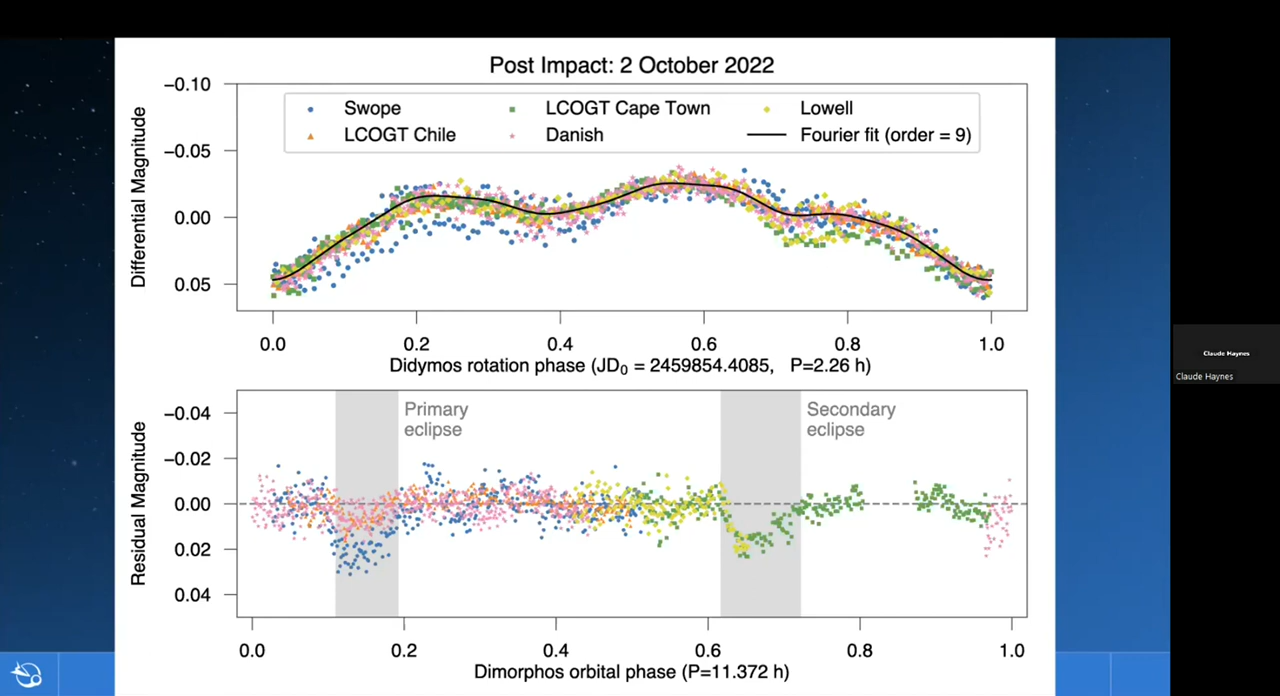 Post Impact: 2 October 2022
−0.10
−0.05
0.00
0.05
Differential Magnitude
Swope
LCOGT Cape Town
Lowell
LCOGT Chile
Danish
Fourier fit (order = 9)
0.0 0.2 0.4 0.6 0.8 1.0
Didymos rotation phase (JD₀ = 2459854.4085, P=2.26 h)
−0.04
−0.02
0.00
0.02
0.04
Residual Magnitude
Primary
eclipse
Secondary
eclipse
0.0 0.2 0.4 0.6 0.8 1.0
Dimorphos orbital phase (P=11.372 h)
Claude Haynes
Claude Haynes